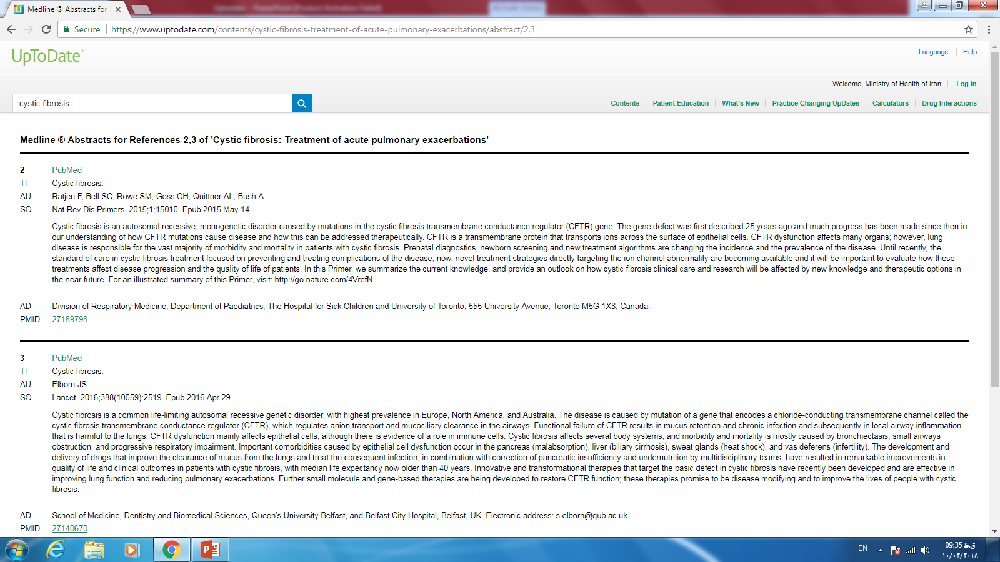 Medline ® Abstracts for
Secure
https://www.uptodate.com/contents/cystic-fibrosis-treatment-of-acute-pulmonary-exacerbations/abstract/2,3
UpToDate®
Language Help
Welcome, Ministry of Health of Iran Log In
cystic fibrosis
Contents Patient Education What's New Practice Changing UpDates Calculators Drug Interactions
Medline ® Abstracts for References 2,3 of 'Cystic fibrosis: Treatment of acute pulmonary exacerbations'
2 PubMed
TI Cystic fibrosis.
AU Ratjen F, Bell SC, Rowe SM, Goss CH, Quittner AL, Bush A
SO Nat Rev Dis Primers. 2015;1:15010. Epub 2015 May 14.
Cystic fibrosis is an autosomal recessive, monogenetic disorder caused by mutations in the cystic fibrosis transmembrane conductance regulator (CFTR) gene. The gene defect was first described 25 years ago and much progress has been made since then in
our understanding of how CFTR mutations cause disease and how this can be addressed therapeutically. CFTR is a transmembrane protein that transports ions across the surface of epithelial cells. CFTR dysfunction affects many organs; however, lung
disease is responsible for the vast majority of morbidity and mortality in patients with cystic fibrosis. Prenatal diagnostics, newborn screening and new treatment algorithms are changing the incidence and the prevalence of the disease. Until recently, the
standard of care in cystic fibrosis treatment focused on preventing and treating complications of the disease; now, novel treatment strategies directly targeting the ion channel abnormality are becoming available and it will be important to evaluate how these
treatments affect disease progression and the quality of life of patients. In this Primer, we summarize the current knowledge, and provide an outlook on how cystic fibrosis clinical care and research will be affected by new knowledge and therapeutic options in
the near future. For an illustrated summary of this Primer, visit: http://go.nature.com/4VrefN.
AD Division of Respiratory Medicine, Department of Paediatrics, The Hospital for Sick Children and University of Toronto, 555 University Avenue, Toronto M5G 1X8, Canada.
PMID 27189798
3 PubMed
TI Cystic fibrosis.
AU Elborn JS
SO Lancet. 2016;388(10059):2519. Epub 2016 Apr 29.
Cystic fibrosis is a common life-limiting autosomal recessive genetic disorder, with highest prevalence in Europe, North America, and Australia. The disease is caused by mutation of a gene that encodes a chloride-conducting transmembrane channel called the
cystic fibrosis transmembrane conductance regulator (CFTR), which regulates anion transport and mucociliary clearance in the airways. Functional failure of CFTR results in mucus retention and chronic infection and subsequently in local airway inflammation
that is harmful to the lungs. CFTR dysfunction mainly affects epithelial cells, although there is evidence of a role in immune cells. Cystic fibrosis affects several body systems, and morbidity and mortality is mostly caused by bronchiectasis, small airways
obstruction, and progressive respiratory impairment. Important comorbidities caused by epithelial cell dysfunction occur in the pancreas (malabsorption), liver (biliary cirrhosis), sweat glands (heat shock), and vas deferens (infertility). The development and
delivery of drugs that improve the clearance of mucus from the lungs and treat the consequent infection, in combination with correction of pancreatic insufficiency and undernutrition by multidisciplinary teams, have resulted in remarkable improvements in
quality of life and clinical outcomes in patients with cystic fibrosis, with median life expectancy now older than 40 years. Innovative and transformational therapies that target the basic defect in cystic fibrosis have recently been developed and are effective in
improving lung function and reducing pulmonary exacerbations. Further small molecule and gene-based therapies are being developed to restore CFTR function; these therapies promise to be disease modifying and to improve the lives of people with cystic
fibrosis.
AD School of Medicine, Dentistry and Biomedical Sciences, Queen's University Belfast, and Belfast City Hospital, Belfast, UK. Electronic address: s.elborn@qub.ac.uk.
PMID 27140670
EN
09:35 ق.ظ
١٠/٠٢/٢٠١٨